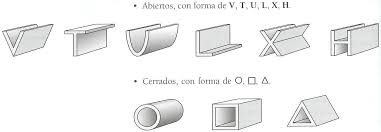 • Abiertos, con forma de V, T, U, L, X, H.
• Cerrados, con forma de O, □, △.